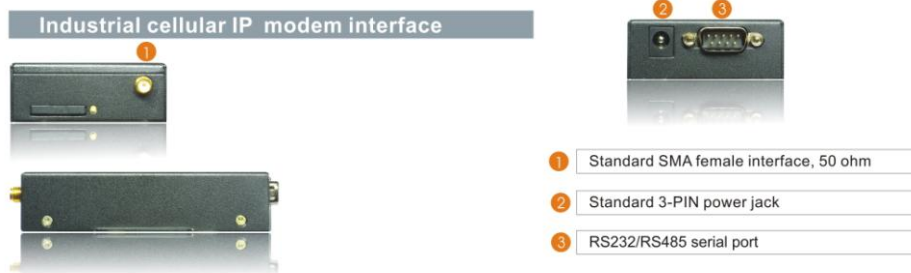 Industrial cellular IP modem interface
1
2
3
1 Standard SMA female interface, 50 ohm
2 Standard 3-PIN power jack
3 RS232/RS485 serial port